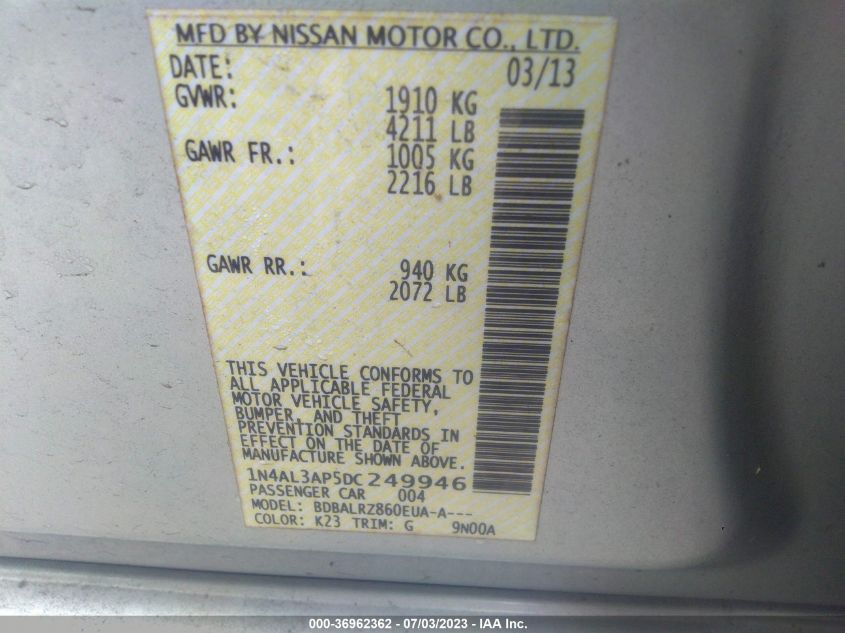 MFD BY NISSAN MOTOR CO., LTD.
DATE: 03/13
GVWR: 1910 KG
4211 LB
GAWR FR.: 1005 KG
2216 LB
GAWR RR.: 940 KG
2072 LB
THIS VEHICLE CONFORMS TO
ALL APPLICABLE FEDERAL
MOTOR VEHICLE SAFETY,
BUMPER, AND THEFT
PREVENTION STANDARDS IN
EFFECT ON THE DATE OF
MANUFACTURE SHOWN ABOVE.
1N4AL3AP5DC249946
PASSENGER CAR 004
MODEL: BDBALRZ860EUA-A---
COLOR: K23 TRIM: G 9N00A
000-36962362 - 07/03/2023 - IAA Inc.